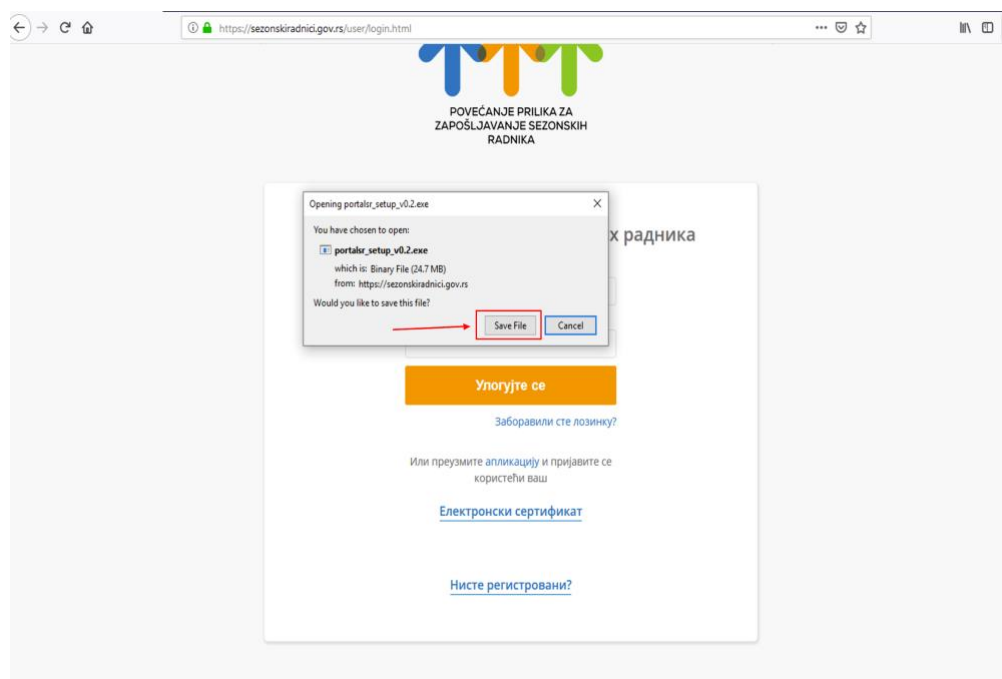 https://sezonskiradnici.gov.rs/user/login.html
POVEĆANJE PRILIKA ZA
ZAPOŠLJAVANJE SEZONSKIH
RADNIKA
Opening portalsr_setup_v0.2.exe
You have chosen to open:
portalsr_setup_v0.2.exe
which is: Binary File (24.7 MB)
from: https://sezonskiradnici.gov.rs
Would you like to save this file?
Save File Cancel
х радника
Улогујте се
Заборавили сте лозинку?
Или преузмите апликацију и пријавите се
користећи ваш
Електронски сертификат
Нисте регистровани?